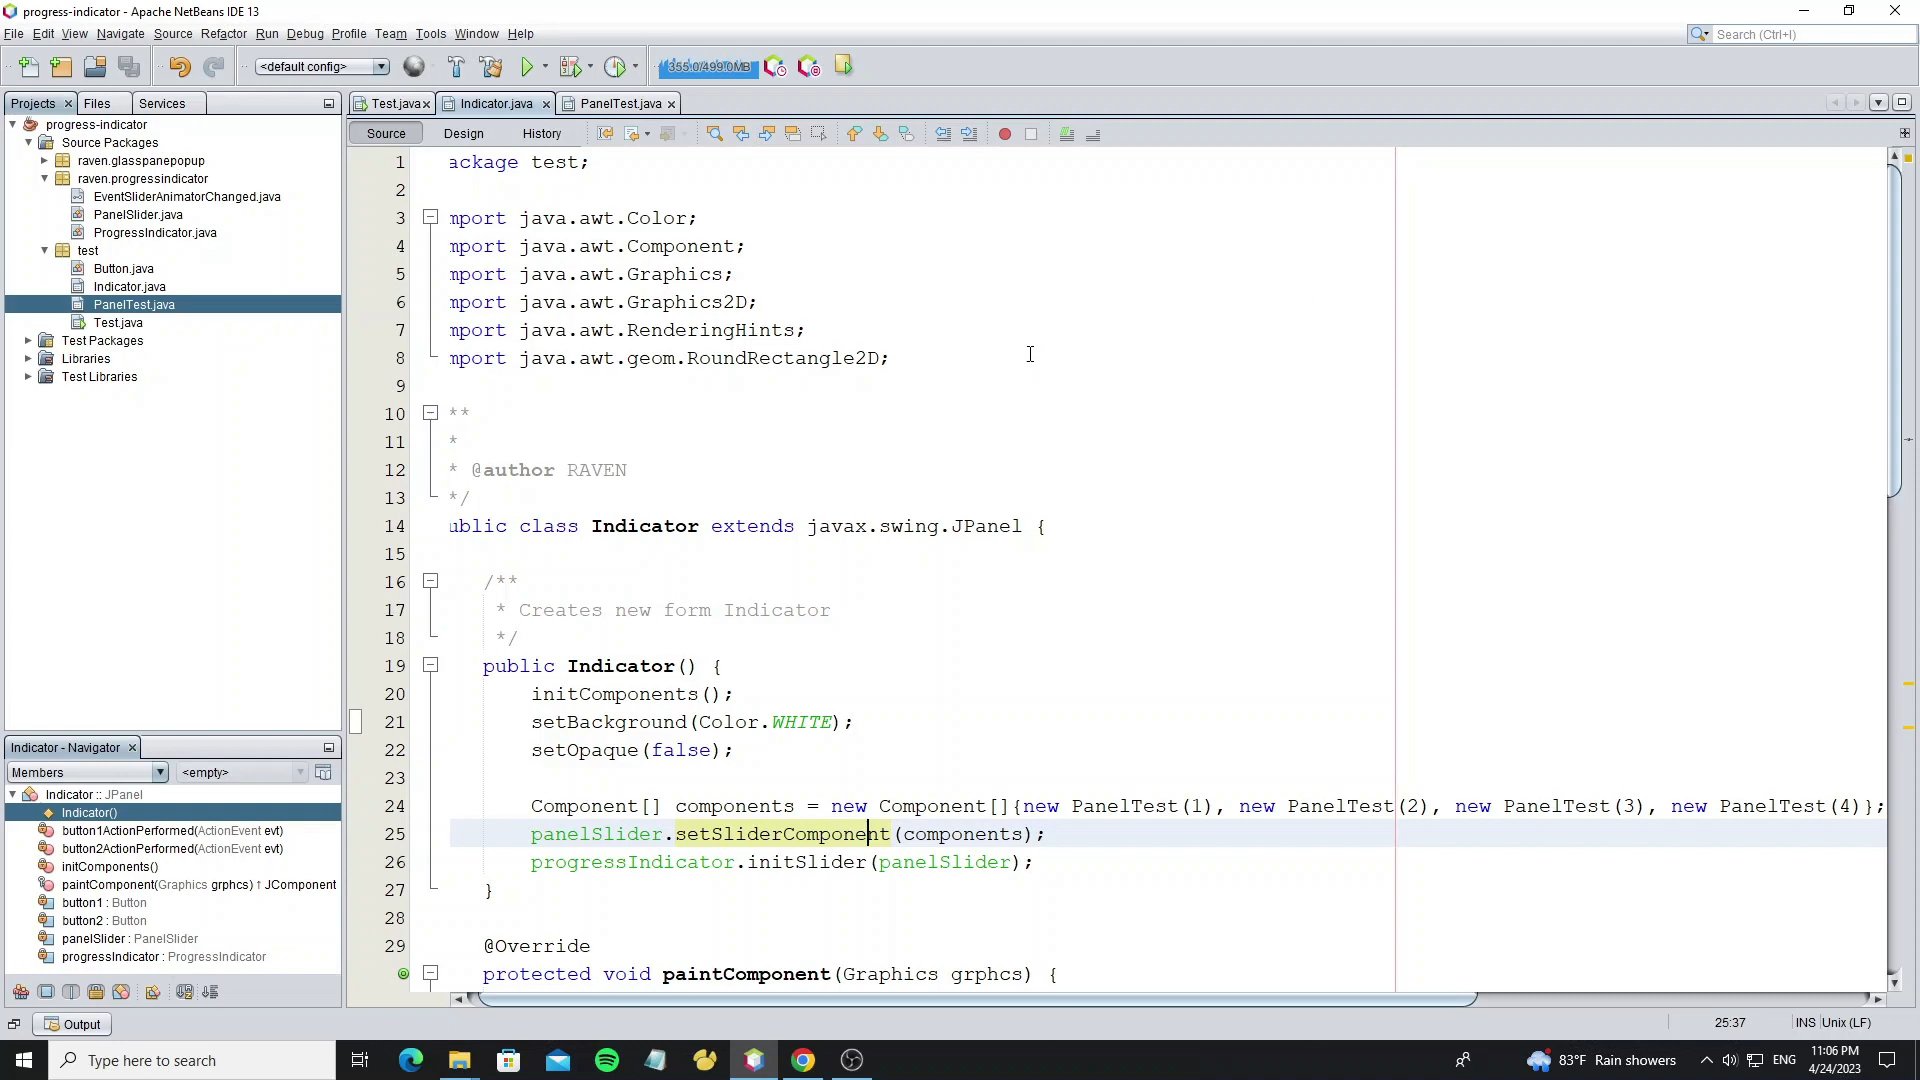 progress-indicator - Apache NetBeans IDE 13
File Edit View Navigate Source Refactor Run Debug Profile Team Tools Window Help
Search (Ctrl+I)
<default config>
355.0/499.0MB
Projects Files Services
Test.java Indicator.java PanelTest.java
Source Design History
progress-indicator
Source Packages
raven.glasspanepopup
raven.progressindicator
EventSliderAnimatorChanged.java
PanelSlider.java
ProgressIndicator.java
test
Button.java
Indicator.java
PanelTest.java
Test.java
Test Packages
Libraries
Test Libraries
1 ackage test;
2
3 mport java.awt.Color;
4 mport java.awt.Component;
5 mport java.awt.Graphics;
6 mport java.awt.Graphics2D;
7 mport java.awt.RenderingHints;
8 mport java.awt.geom.RoundRectangle2D;
9
10 **
11 *
12 * @author RAVEN
13 */
14 ublic class Indicator extends javax.swing.JPanel {
15
16 /**
17 * Creates new form Indicator
18 */
19 public Indicator() {
20 initComponents();
21 setBackground(Color.WHITE);
22 setOpaque(false);
23
24 Component[] components = new Component[]{new PanelTest(1), new PanelTest(2), new PanelTest(3), new PanelTest(4)};
25 panelSlider.setSliderComponent(components);
26 progressIndicator.initSlider(panelSlider);
27 }
28
29 @Override
protected void paintComponent(Graphics grphcs) {
Indicator - Navigator
Members <empty>
Indicator :: JPanel
Indicator()
button1ActionPerformed(ActionEvent evt)
button2ActionPerformed(ActionEvent evt)
initComponents()
paintComponent(Graphics grphcs) ↑ JComponent
button1 : Button
button2 : Button
panelSlider : PanelSlider
progressIndicator : ProgressIndicator
Output
25:37 INS Unix (LF)
Type here to search
83°F Rain showers
ENG
11:06 PM
4/24/2023